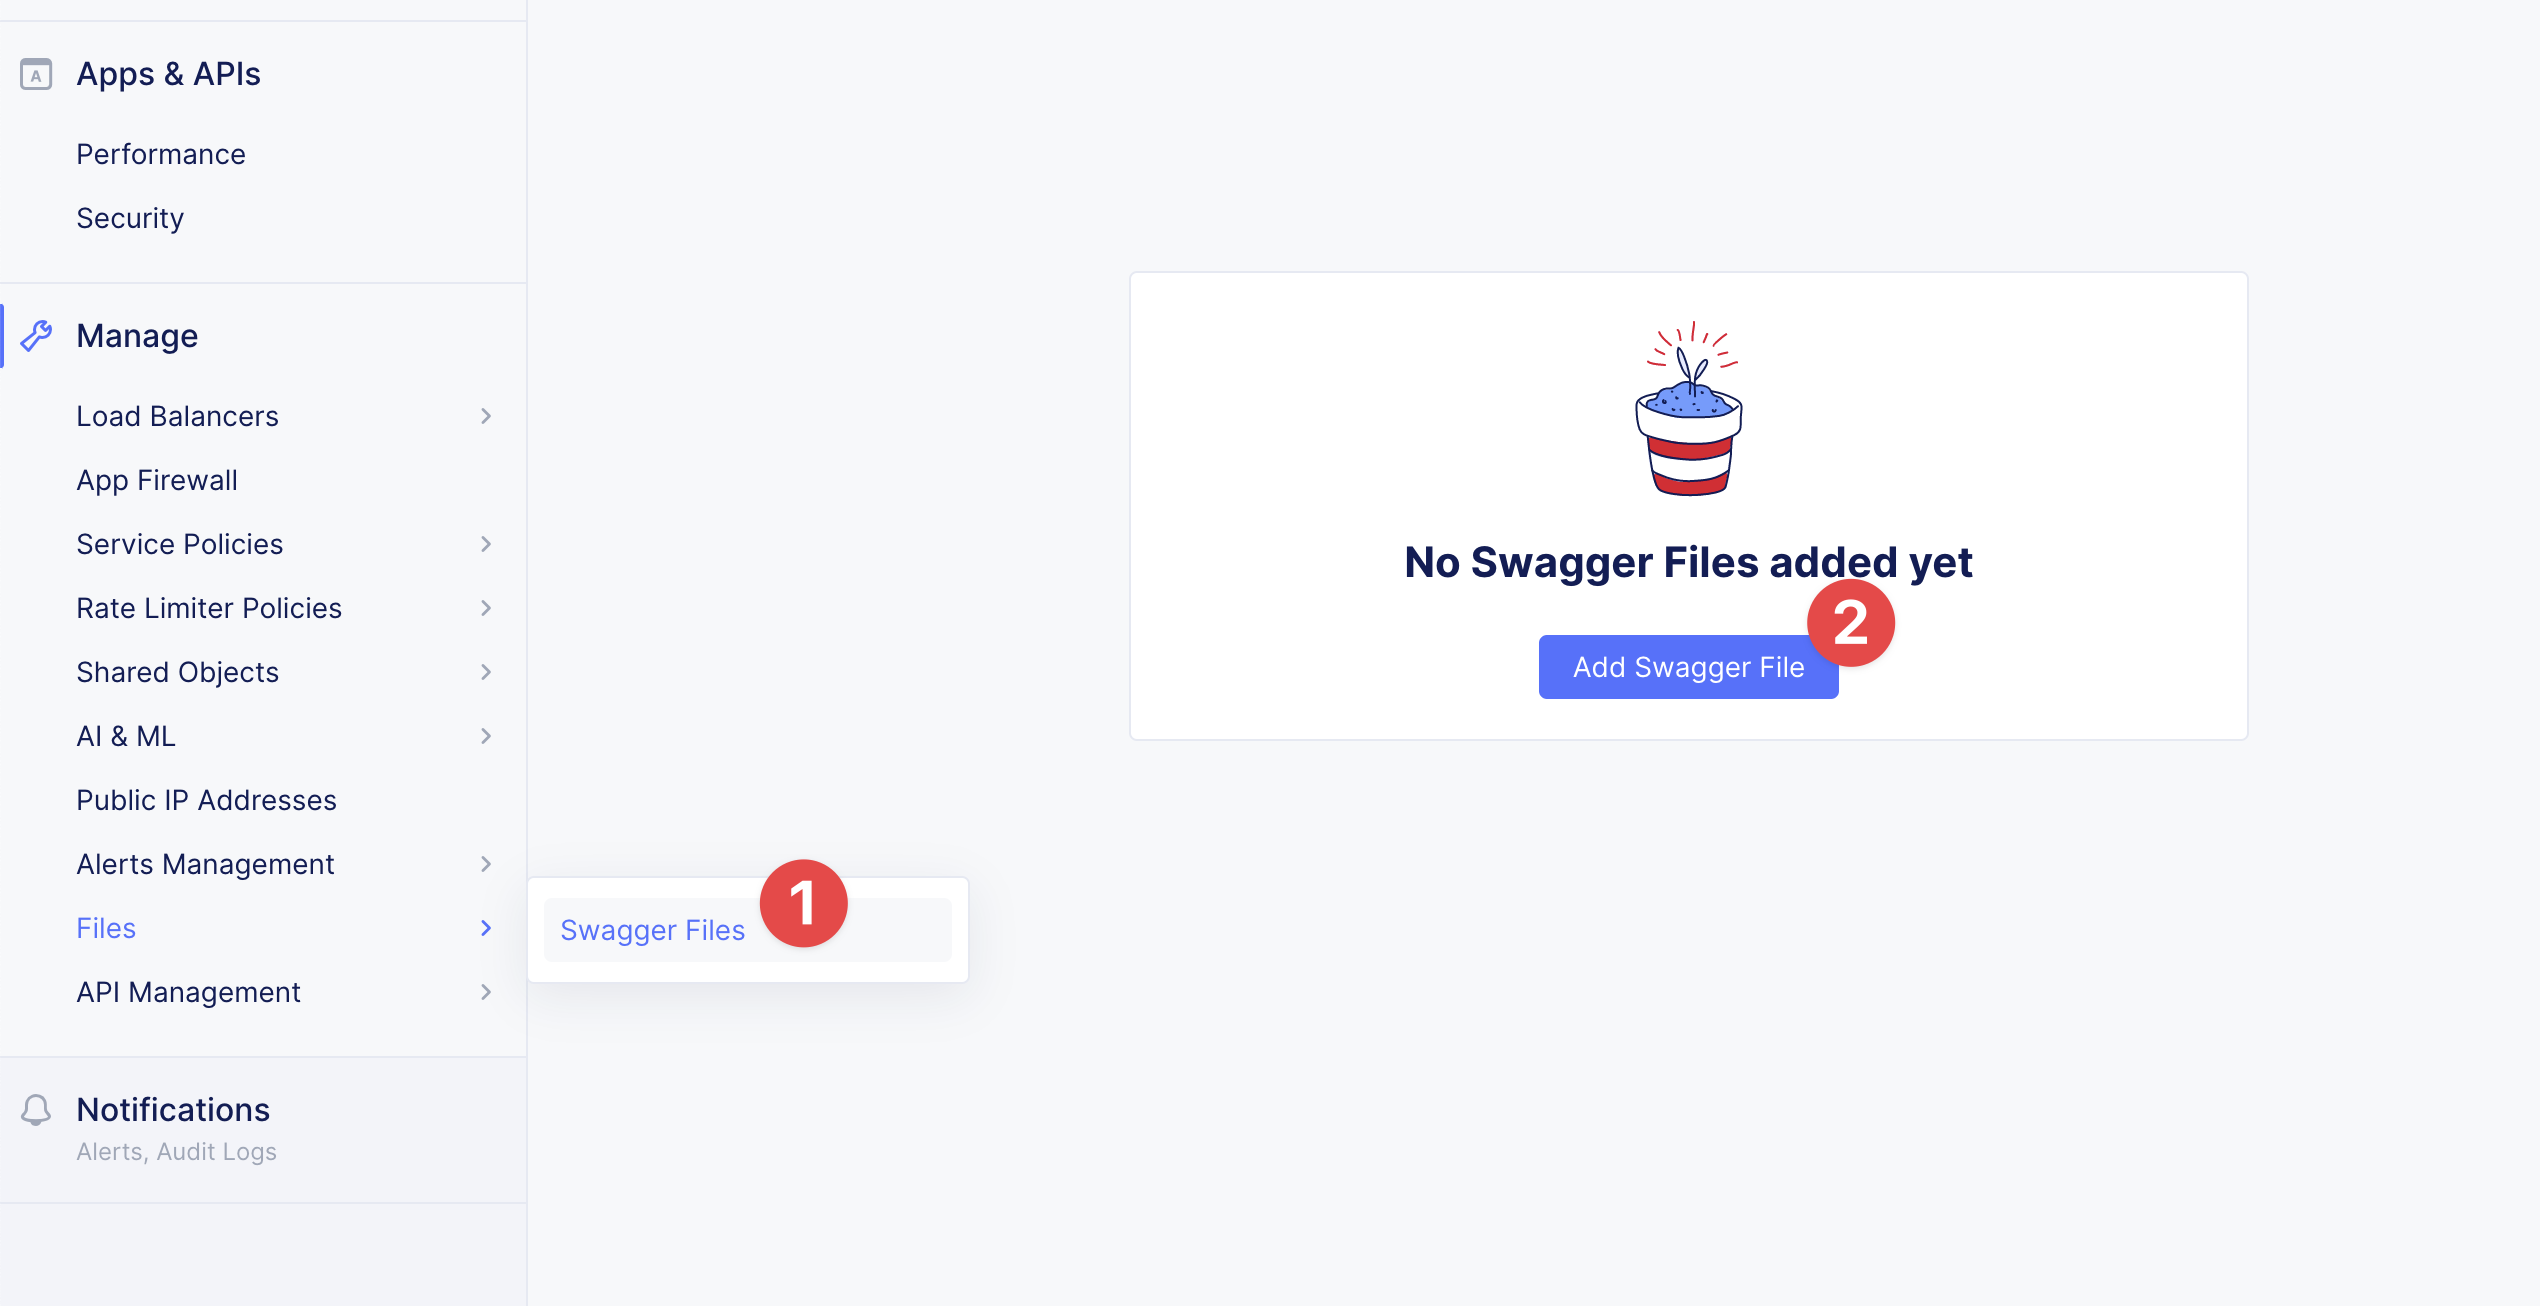 A
Apps & APIs
Performance
Security
Manage
Load Balancers
App Firewall
Service Policies
Rate Limiter Policies
Shared Objects
AI & ML
Public IP Addresses
Alerts Management
Files
API Management
Notifications
Alerts, Audit Logs
Swagger Files
1
No Swagger Files added yet
2
Add Swagger File